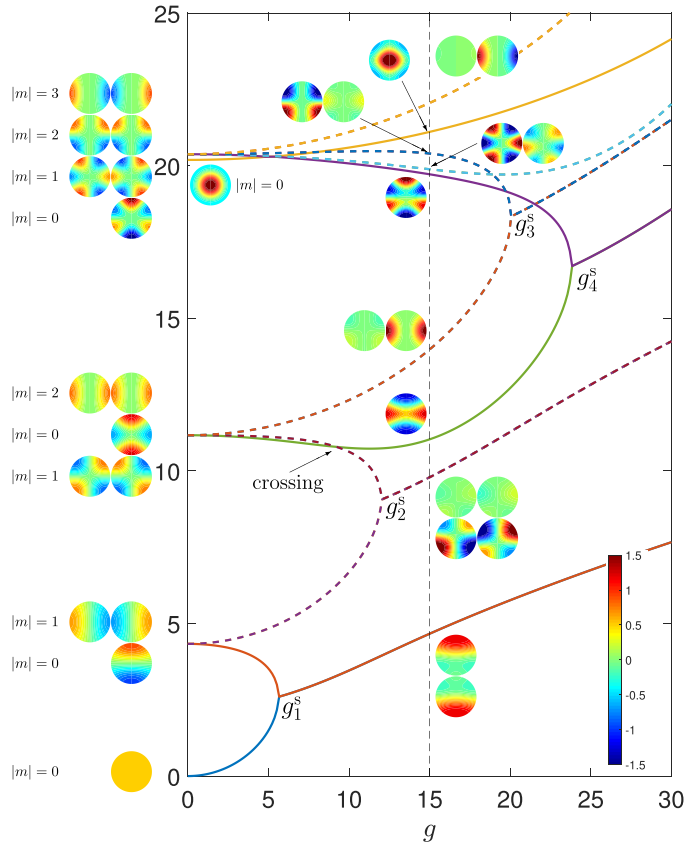 25
|m| = 3
|m| = 2
20
|m| = 1
|m| = 0
|m| = 0
g₃ˢ
g₄ˢ
15
|m| = 2
|m| = 0
10
crossing
|m| = 1
g₂ˢ
1.5
1
5
|m| = 1
0.5
|m| = 0
0
g₁ˢ
-0.5
-1
|m| = 0
-1.5
0
0
5
10
15
20
25
30
g